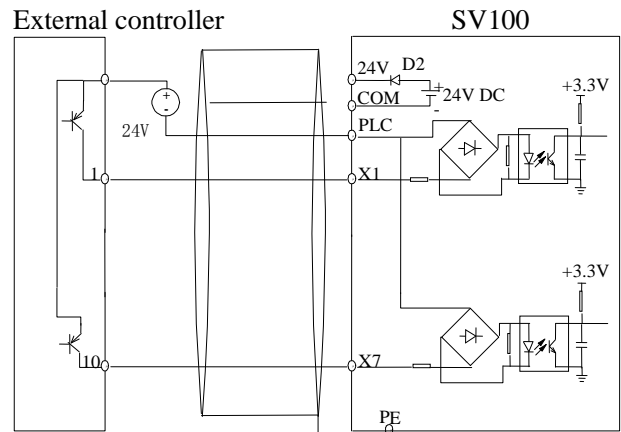 External controller
SV100
24V D2
+ 24V DC
-
COM
+3.3V
+
-
24V
PLC
1
X1
+3.3V
10
X7
PE